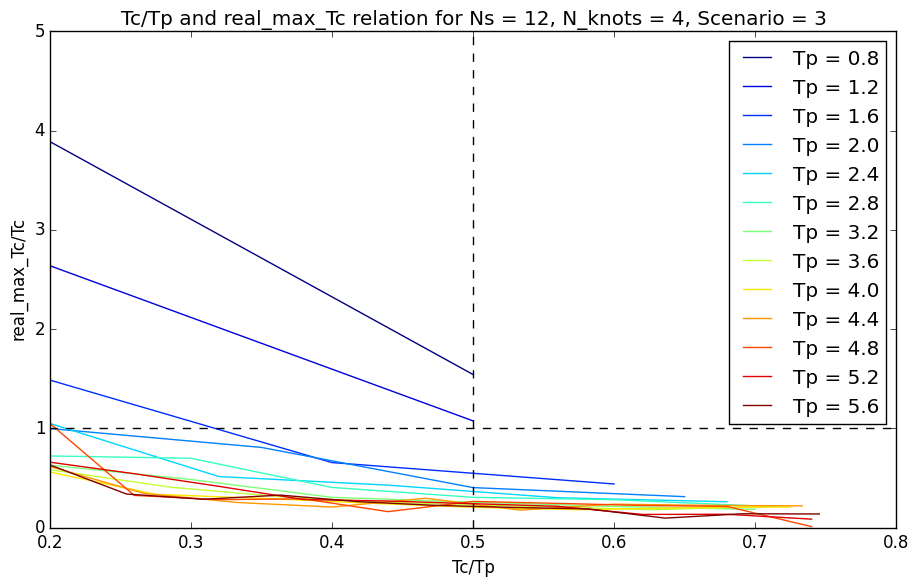 Tc/Tp and real_max_Tc relation for Ns = 12, N_knots = 4, Scenario = 3
5
4
3
2
1
0
real_max_Tc/Tc
Tp = 0.8
Tp = 1.2
Tp = 1.6
Tp = 2.0
Tp = 2.4
Tp = 2.8
Tp = 3.2
Tp = 3.6
Tp = 4.0
Tp = 4.4
Tp = 4.8
Tp = 5.2
Tp = 5.6
0.2 0.3 0.4 0.5 0.6 0.7 0.8
Tc/Tp